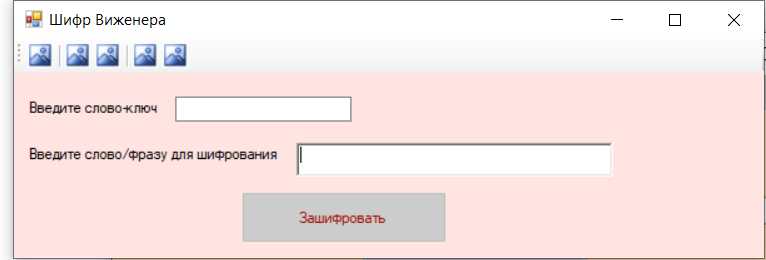 Шифр Виженера
Введите слово-ключ
Введите слово/фразу для шифрования
Зашифровать